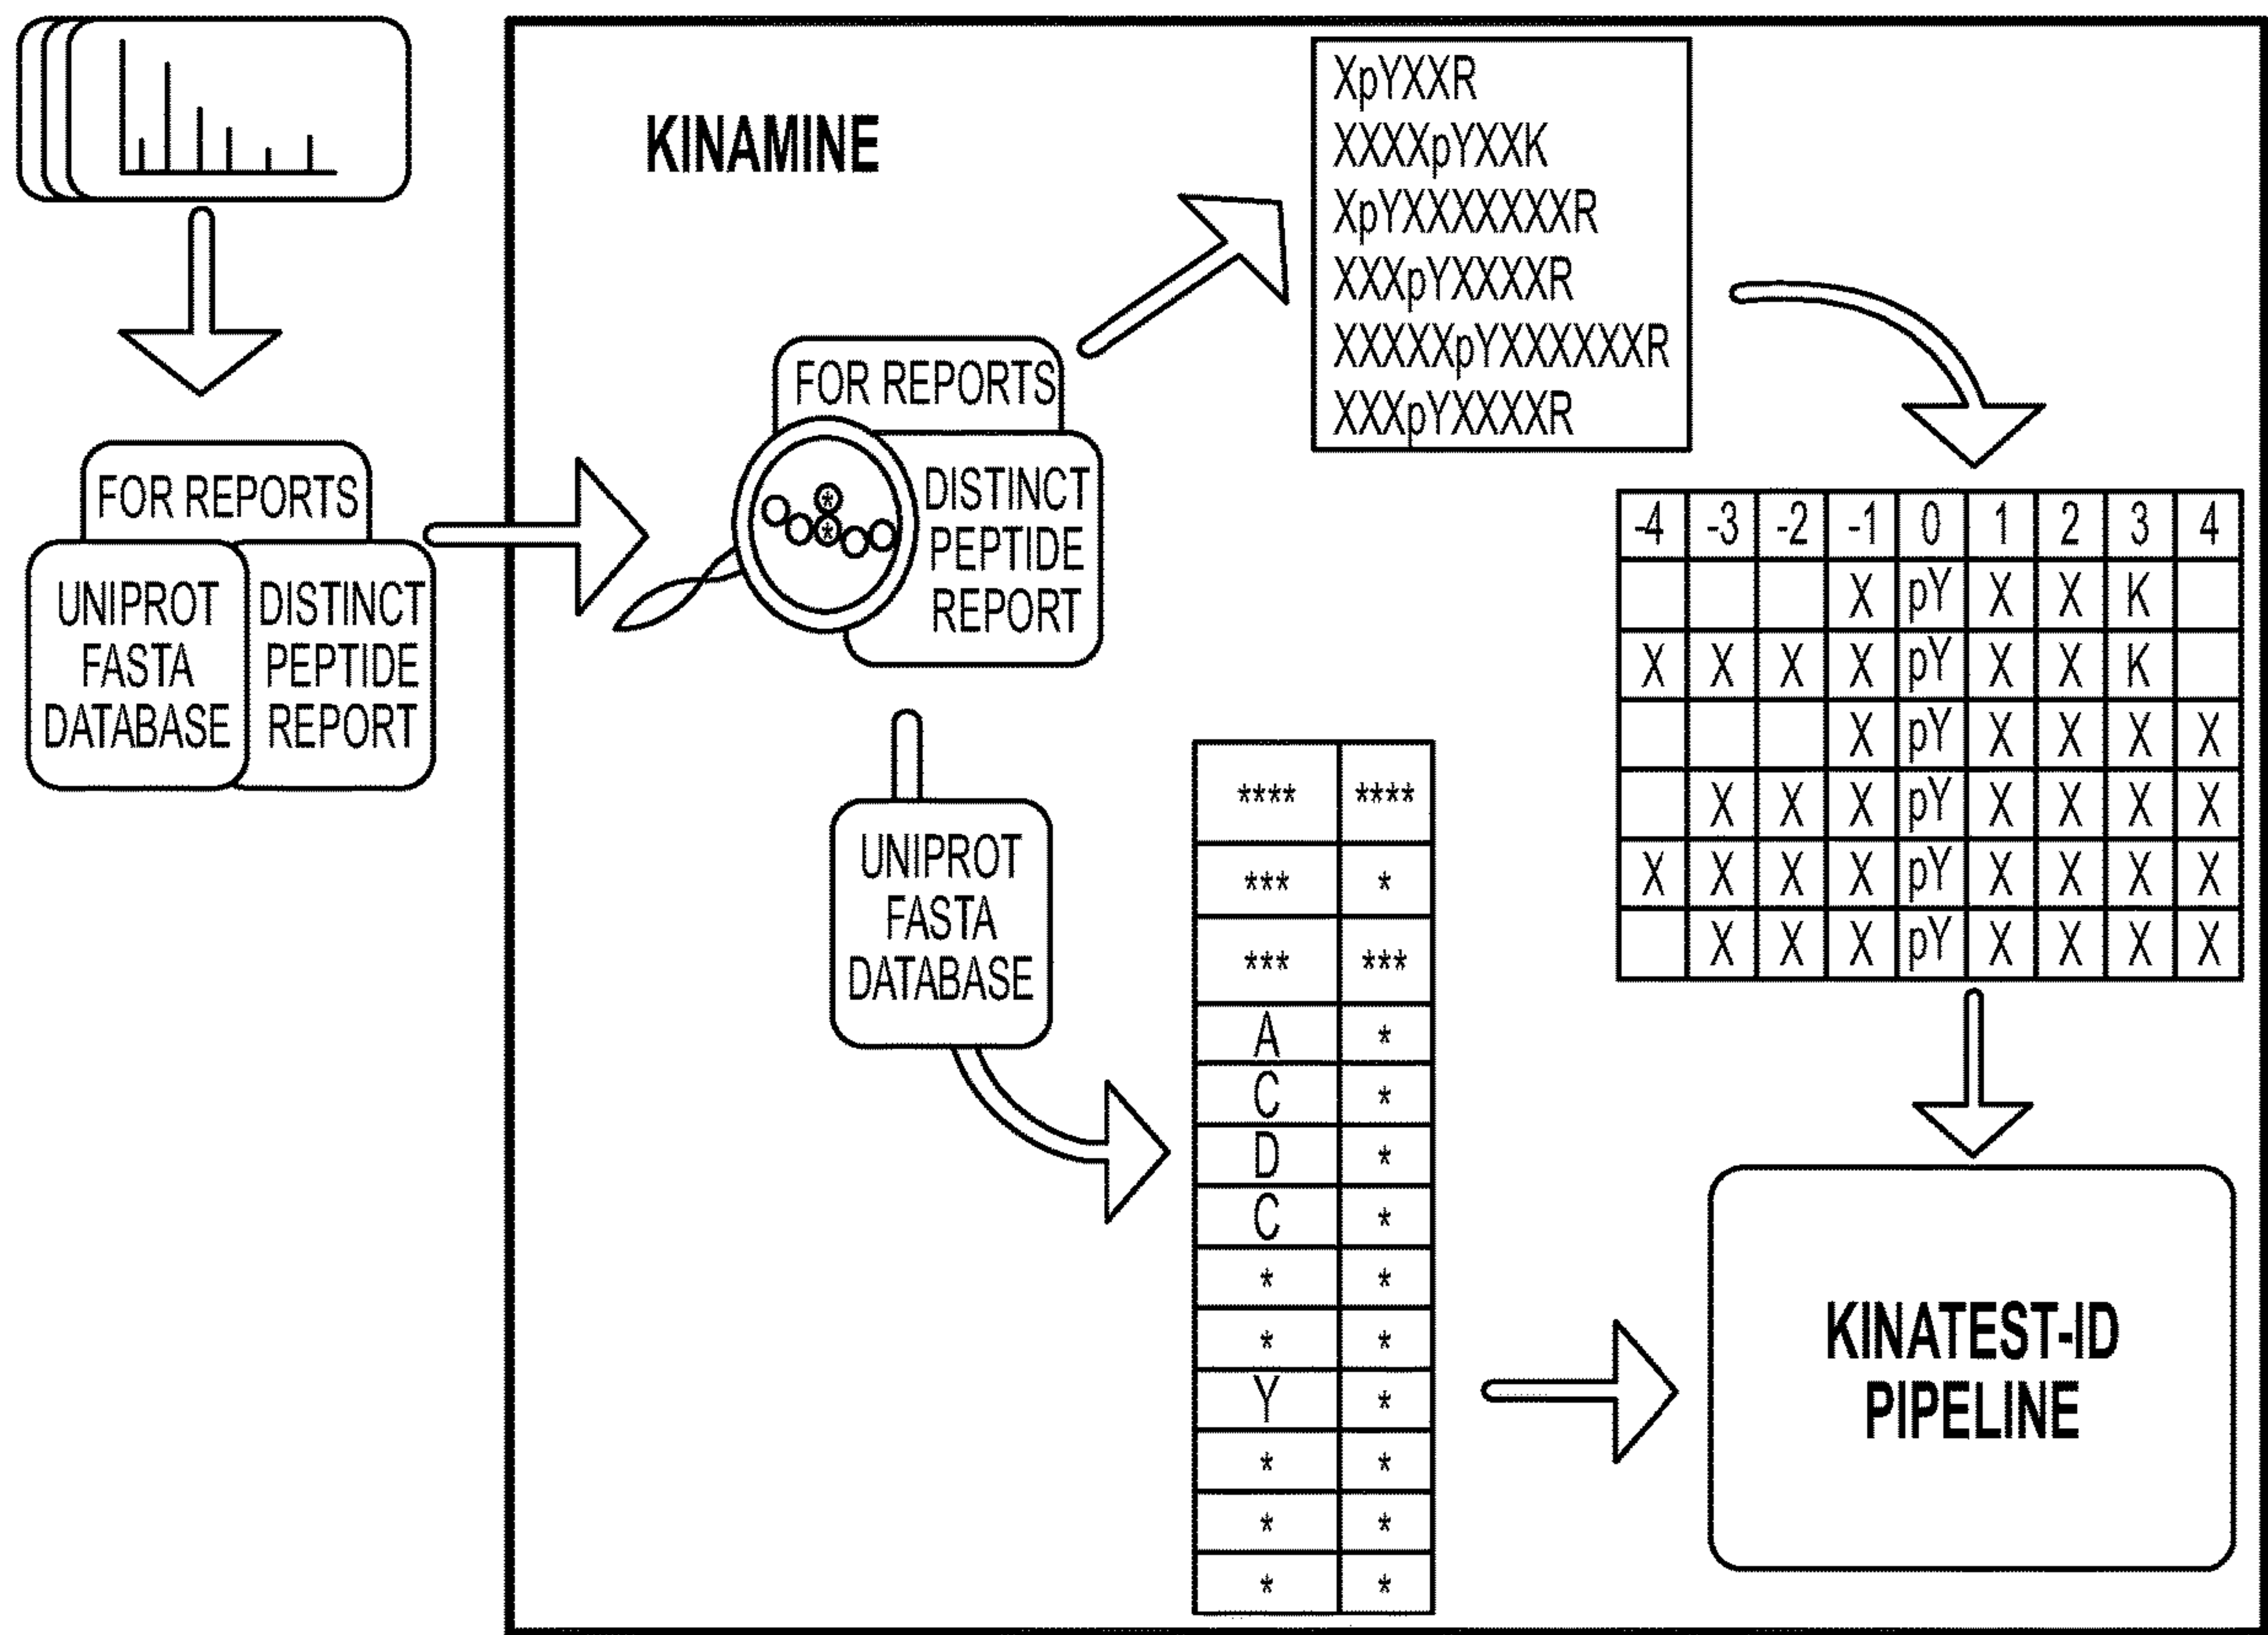 KINAMINE
XpYXXR
XXXXpYXXK
XpYXXXXXXXR
XXXpYXXXXR
XXXXXpYXXXXXXR
XXXpYXXXXR
FOR REPORTS
UNIPROT
FASTA
DATABASE
DISTINCT
PEPTIDE
REPORT
FOR REPORTS
* 
*
DISTINCT
PEPTIDE
REPORT
UNIPROT
FASTA
DATABASE
**** ****
*** *
*** ***
A *
C *
D *
C *
* *
* *
Y *
* *
* *
* *
-4 -3 -2 -1 0 1 2 3 4
X pY X X K
X X X X pY X X K
X pY X X X X
X X X pY X X X X
X X X X pY X X X X
X X X pY X X X X
KINATEST-ID
PIPELINE